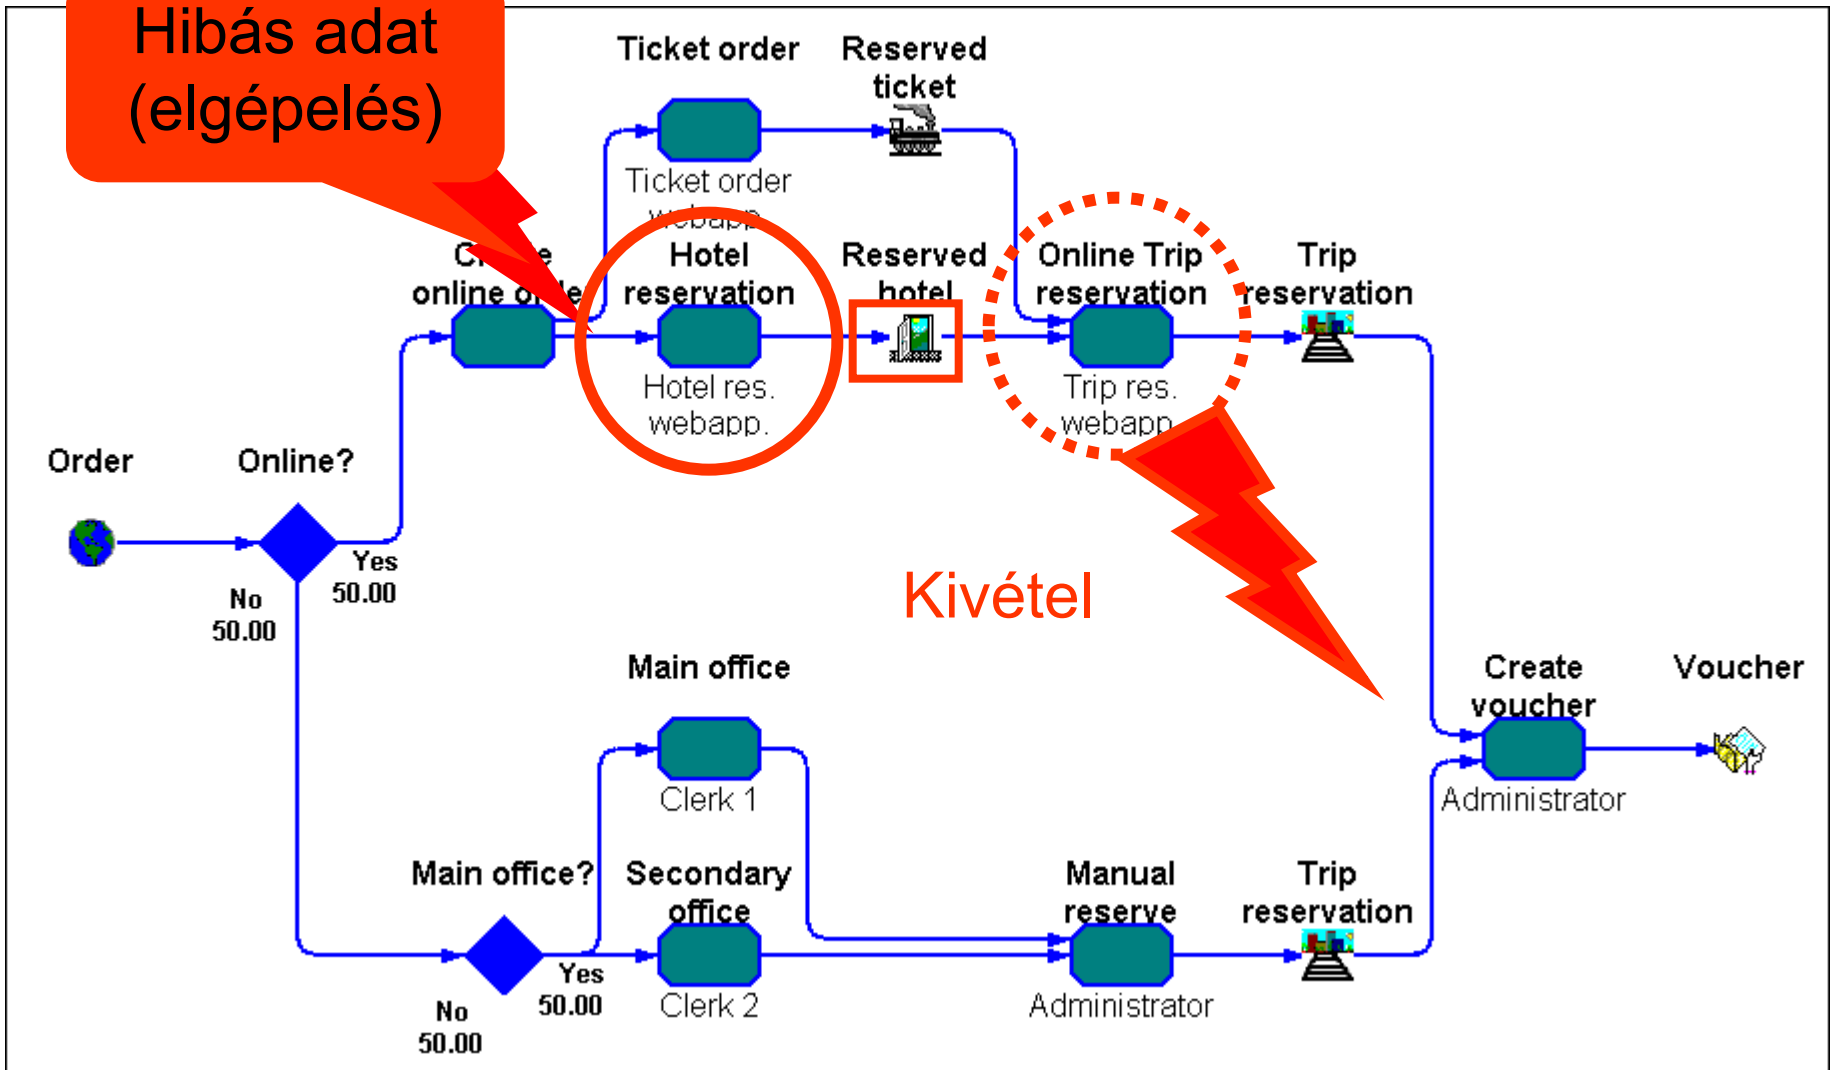 Hibás adat
(elgépelés)
Ticket order
Reserved
ticket
Ticket order
webapp.
online
Hotel
reservation
Reserved
hotel
Online Trip
reservation
Trip
reservation
Hotel res.
webapp.
Trip res.
webapp.
Order
Online?
Yes
50.00
No
50.00
Kivétel
Main office
Clerk 1
Create
voucher
Voucher
Administrator
Main office?
Secondary
office
Manual
reserve
Trip
reservation
Yes
50.00
No
50.00
Clerk 2
Administrator